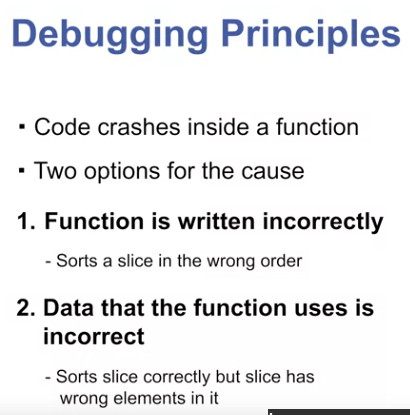 Debugging Principles
▪ Code crashes inside a function
▪ Two options for the cause
1. Function is written incorrectly
- Sorts a slice in the wrong order
2. Data that the function uses is
incorrect
- Sorts slice correctly but slice has
wrong elements in it